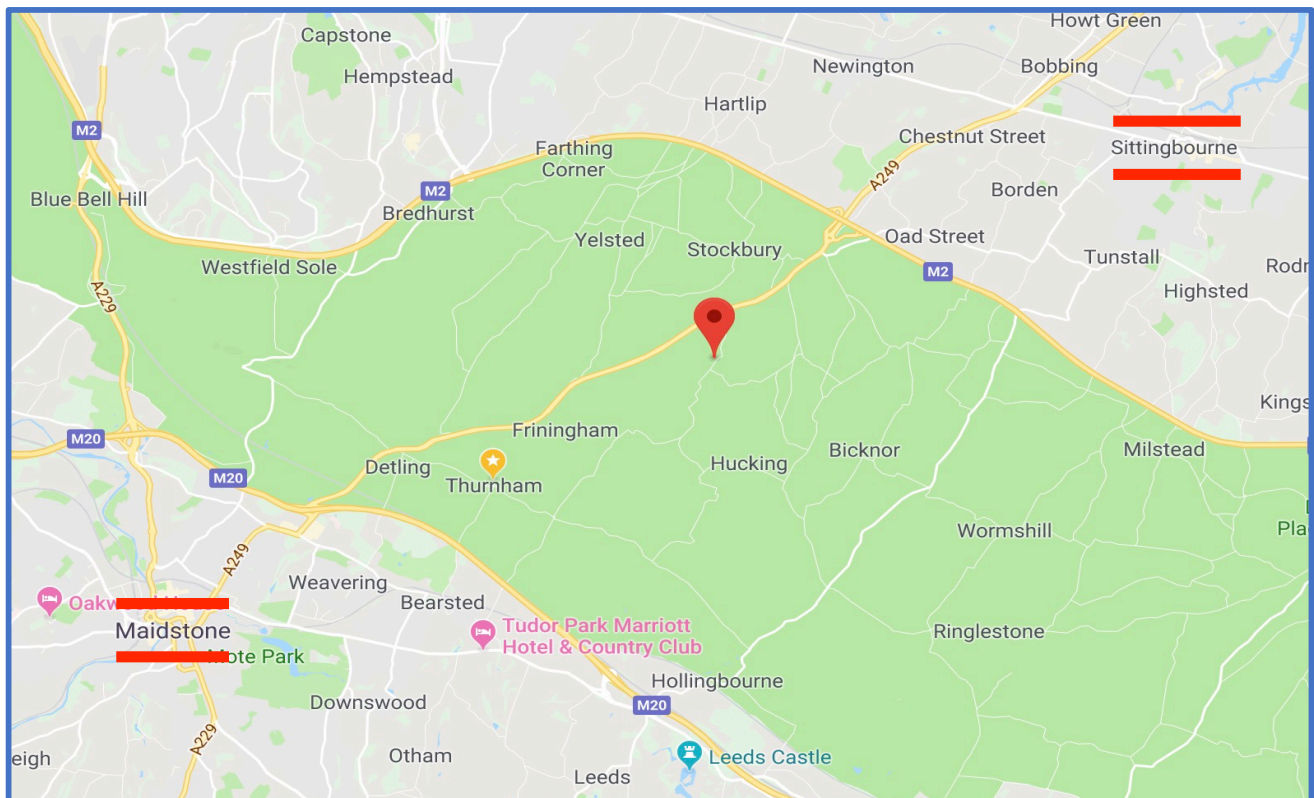 Howt Green
Capstone
Hempstead
Newington
Bobbing
Hartlip
M2
Chestnut Street
Sittingbourne
Farthing
Corner
A249
Borden
M2
Blue Bell Hill
Bredhurst
Yelsted
Stockbury
Oad Street
Tunstall
Westfield Sole
M2
Rodr
Highsted
A229
Kings
Friningham
M20
Detling
Hucking
Bicknor
Milstead
M20
Thurnham
Wormshill
Pla
A249
Weavering
Bearsted
Oakw
Maidstone
Tudor Park Marriott
Hotel & Country Club
Ringlestone
Mote Park
Hollingbourne
Downswood
M20
A229
eigh
Otham
Leeds Castle
Leeds